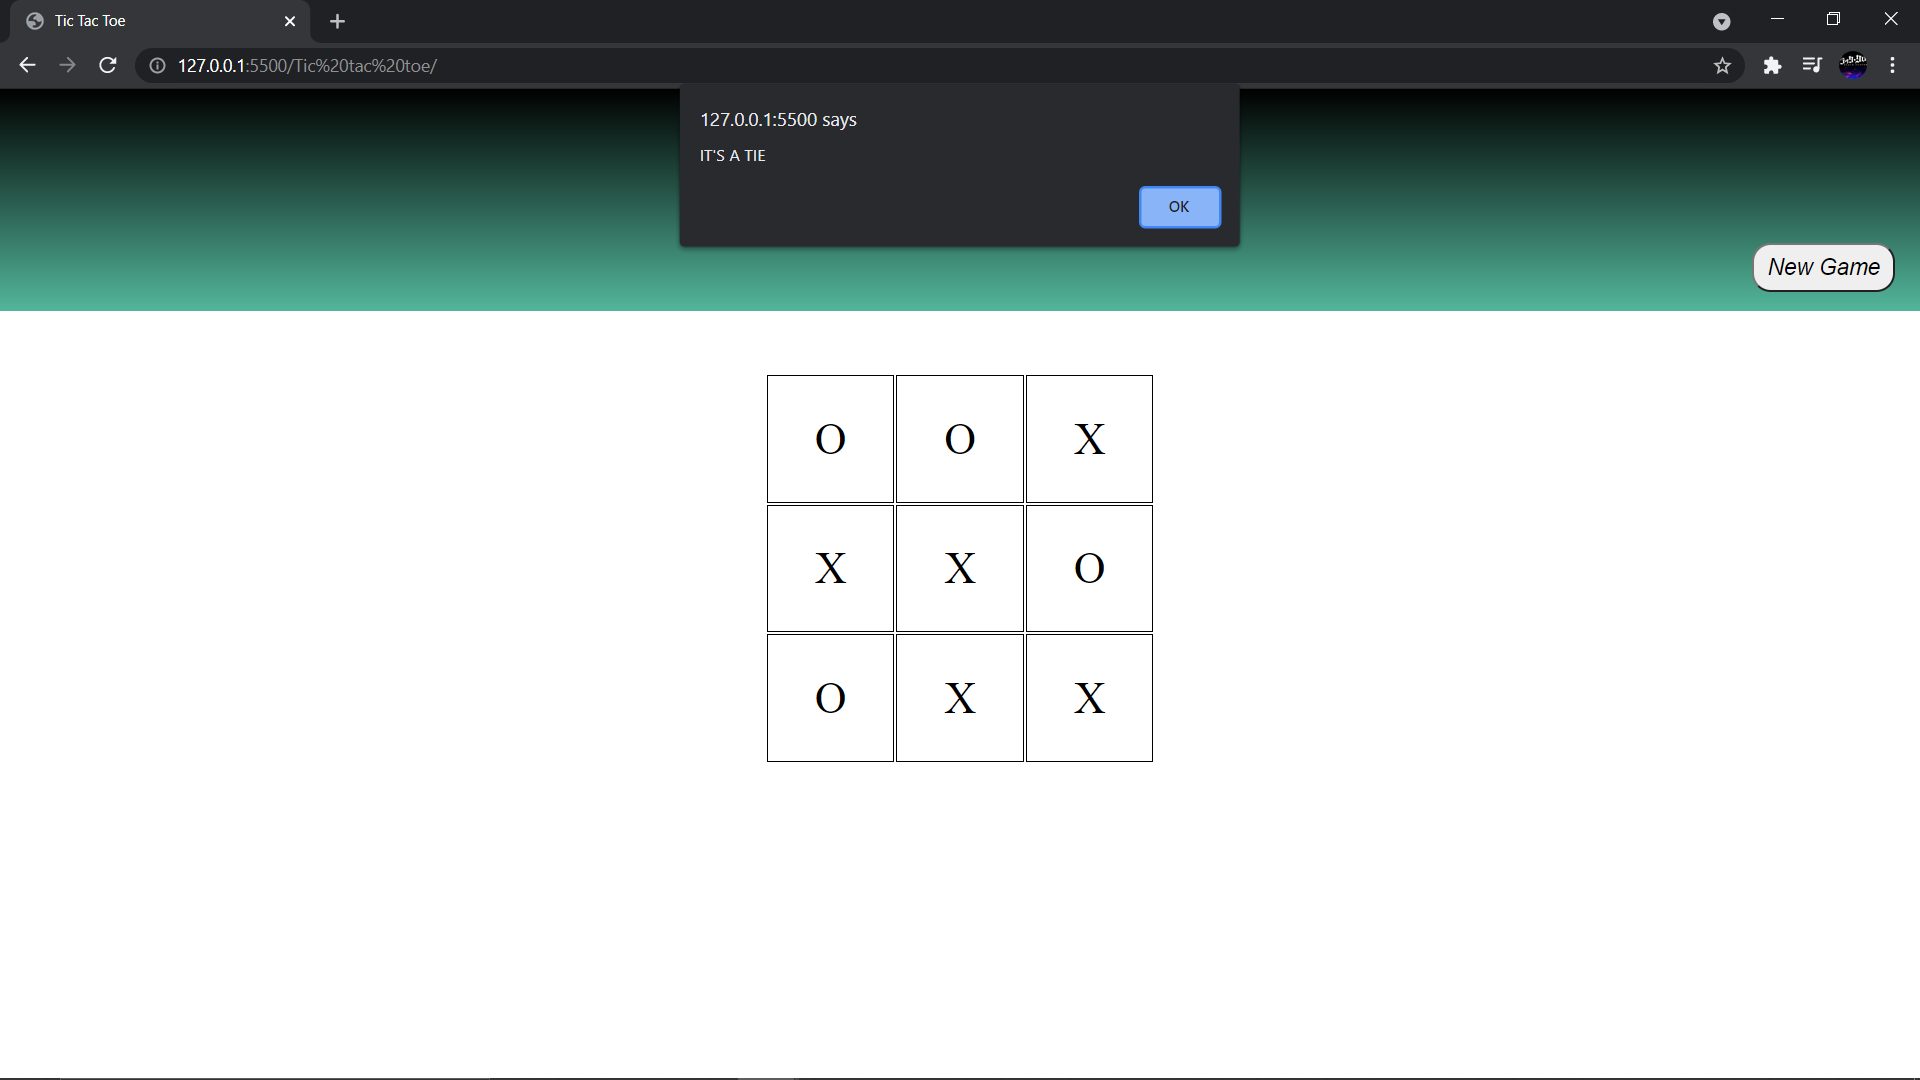 Tic Tac Toe
127.0.0.1:5500/Tic%20tac%20toe/
127.0.0.1:5500 says
IT'S A TIE
OK
New Game
O O X
X X O
O X X